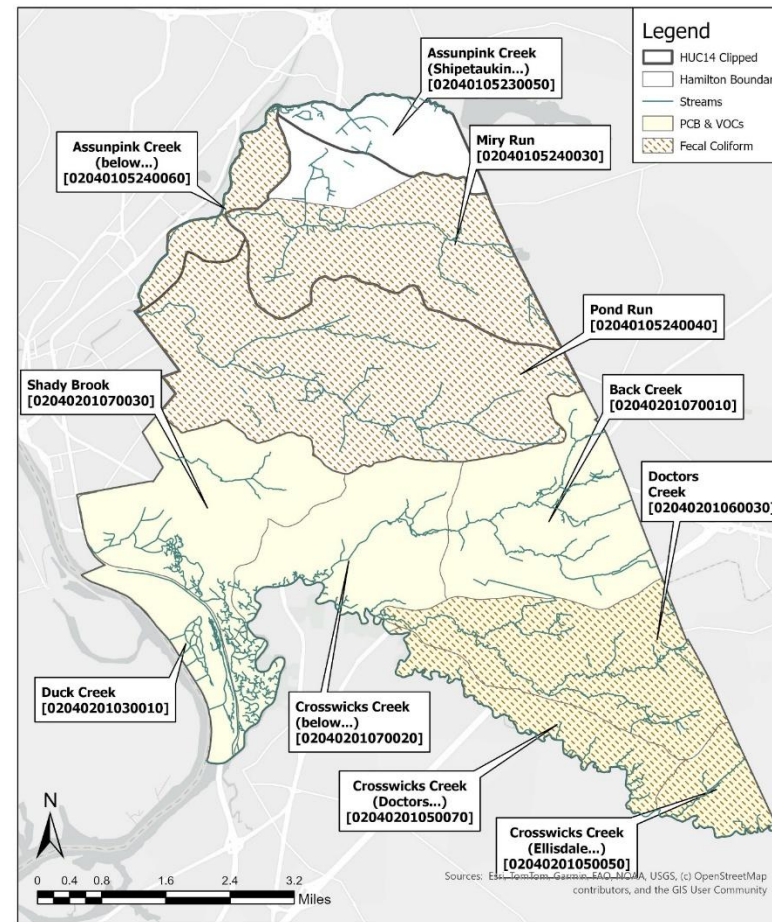 Legend
HUC14 Clipped
Hamilton Boundar
Streams
PCB & VOCs
Fecal Coliform
Assunpink Creek
(Shipetaukin...)
[02040105230050]
Miry Run
[02040105240030]
Assunpink Creek
(below...)
[02040105240060]
Pond Run
[02040105240040]
Shady Brook
[02040201070030]
Back Creek
[02040201070010]
Doctors
Creek
[02040201060030]
Duck Creek
[02040201030010]
Crosswicks Creek
(below...)
[02040201070020]
Crosswicks Creek
(Doctors...)
[02040201050070]
Crosswicks Creek
(Ellisdale...)
[02040201050050]
N
0 0.4 0.8 1.6 2.4 3.2
Miles
Sources: Esri, TomTom, Garmin, FAO, NOAA, USGS, (c) OpenStreetMap
contributors, and the GIS User Community